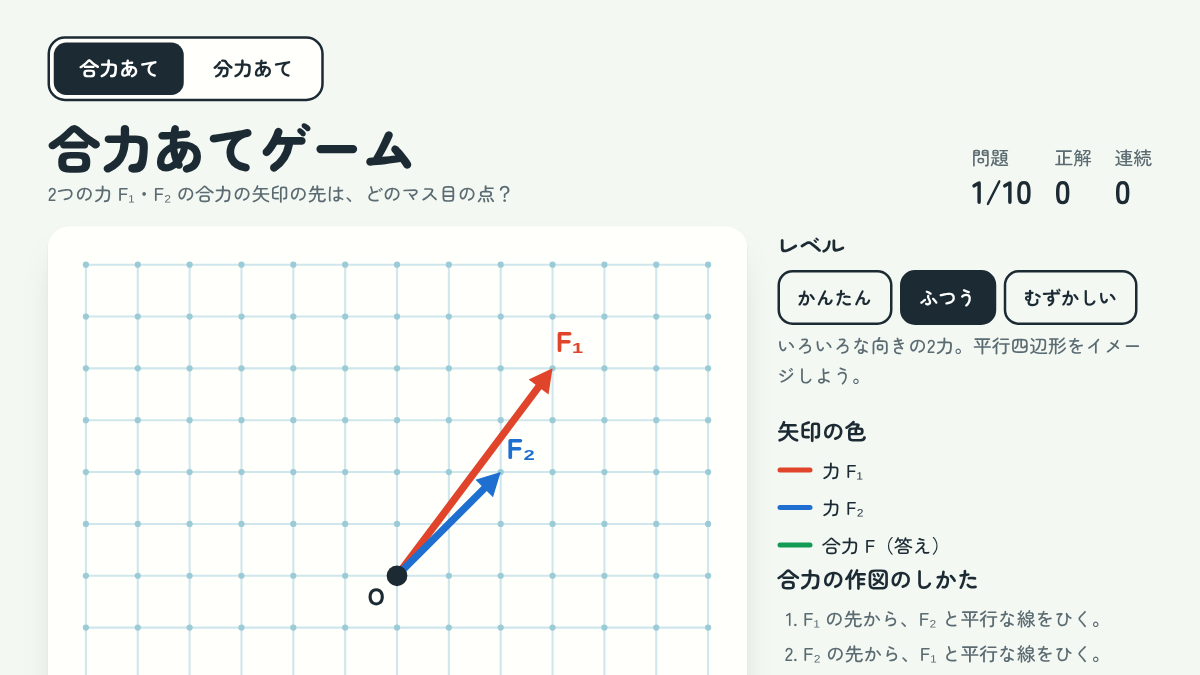 合力あて
分力あて
合力あてゲーム
2つの力 F₁・F₂ の合力の矢印の先は、どのマス目の点？
問題
正解
連続
1/10
0
0
レベル
かんたん
ふつう
むずかしい
いろいろな向きの2力。平行四辺形をイメー
ジしよう。
矢印の色
力 F₁
力 F₂
合力 F（答え）
合力の作図のしかた
1. F₁ の先から、F₂ と平行な線をひく。
2. F₂ の先から、F₁ と平行な線をひく。
F₁
F₂
O